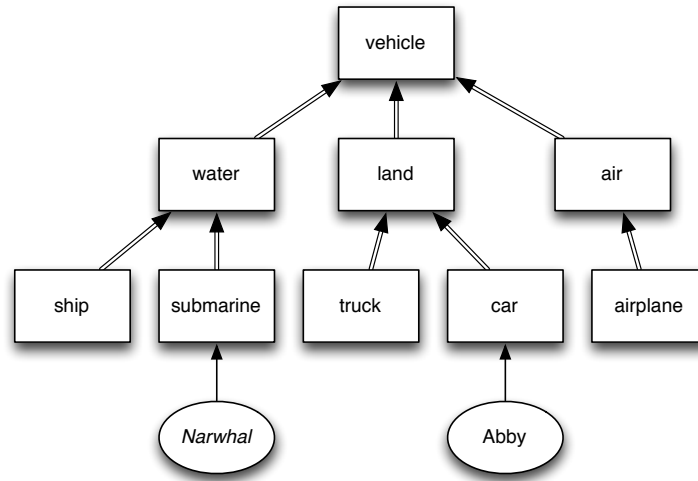 vehicle
water
land
air
ship
submarine
truck
car
airplane
Narwhal
Abby